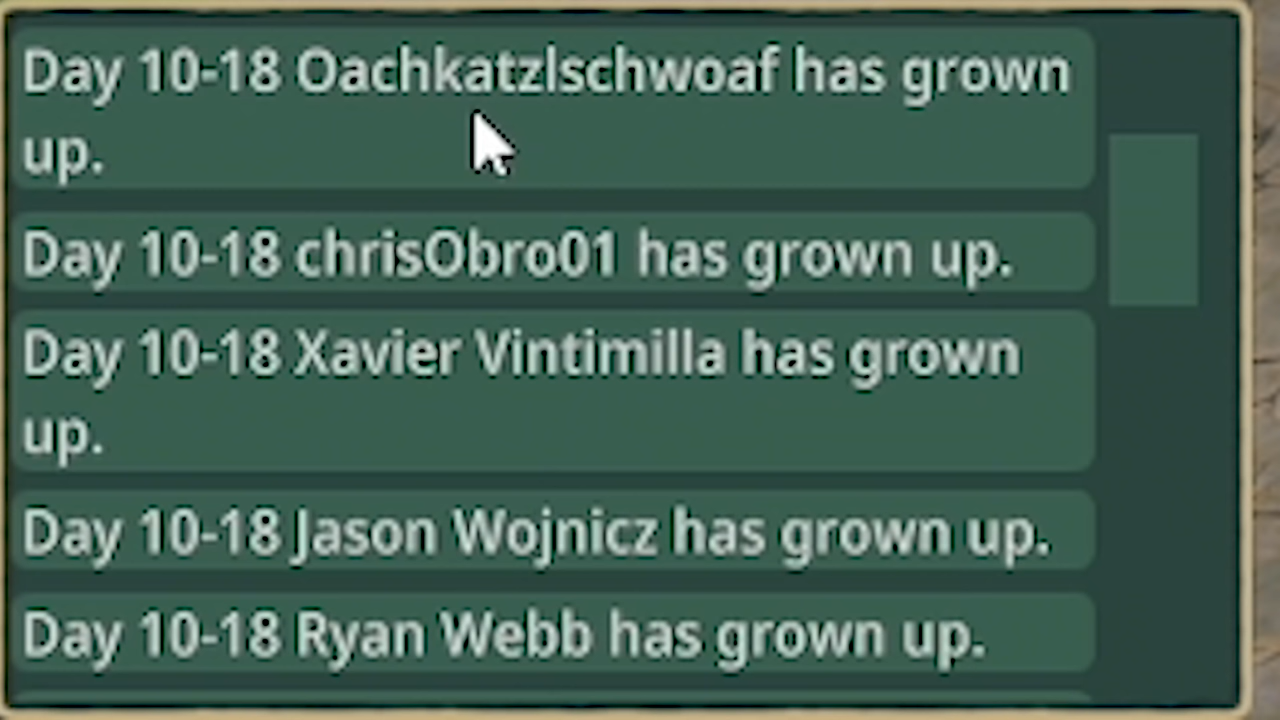 Day 10-18 Oachkatzlschwoaf has grown
up.
Day 10-18 chrisObro01 has grown up.
Day 10-18 Xavier Vintimilla has grown
up.
Day 10-18 Jason Wojnicz has grown up.
Day 10-18 Ryan Webb has grown up.